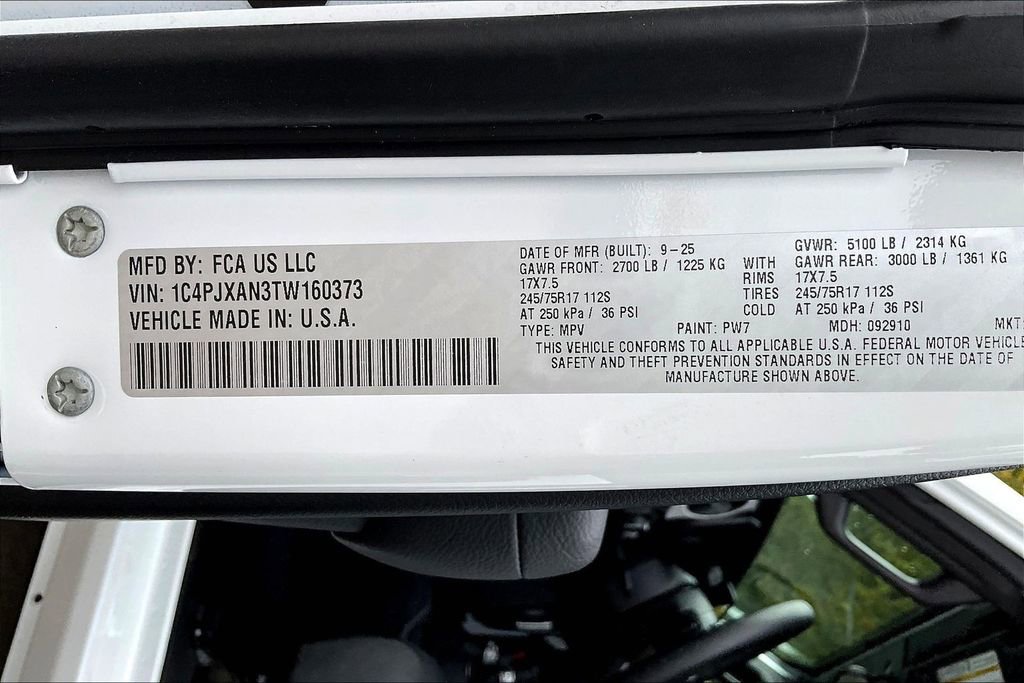 MFD BY: FCA US LLC
VIN: 1C4PJXAN3TW160373
VEHICLE MADE IN: U.S.A.
DATE OF MFR (BUILT): 9-25 GVWR: 5100 LB / 2314 KG
GAWR FRONT: 2700 LB / 1225 KG WITH GAWR REAR: 3000 LB / 1361 KG
17X7.5 RIMS 17X7.5
245/75R17 112S TIRES 245/75R17 112S
AT 250 kPa / 36 PSI COLD AT 250 kPa / 36 PSI
TYPE: MPV PAINT: PW7 MDH: 092910 MKT:
THIS VEHICLE CONFORMS TO ALL APPLICABLE U.S.A. FEDERAL MOTOR VEHICLE
SAFETY AND THEFT PREVENTION STANDARDS IN EFFECT ON THE DATE OF
MANUFACTURE SHOWN ABOVE.